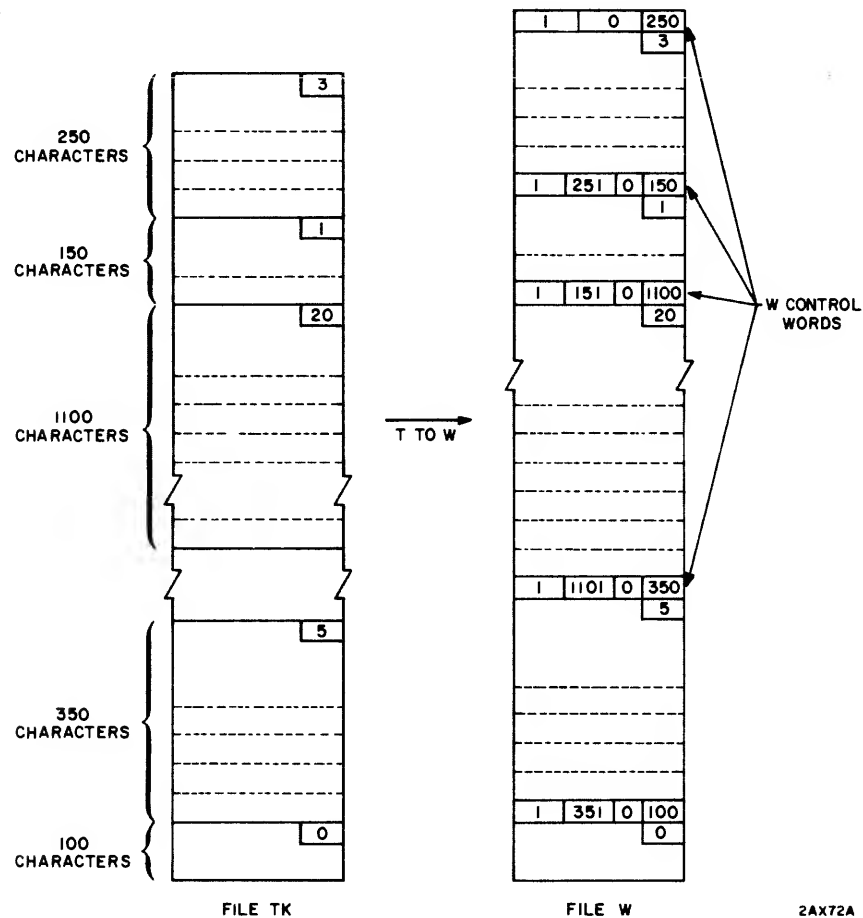 250
CHARACTERS
150
CHARACTERS
1100
CHARACTERS
350
CHARACTERS
100
CHARACTERS
3
1
20
5
0
FILE TK
T TO W
1 0 250
3
1 251 0 150
1
1 151 0 1100
20
1 1101 0 350
5
1 351 0 100
0
FILE W
W CONTROL
WORDS
2AX72A